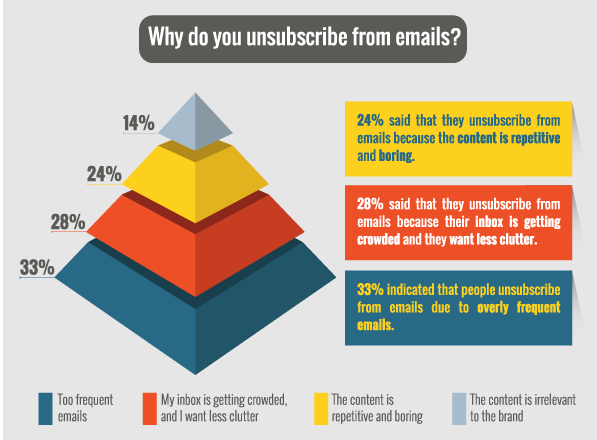 Why do you unsubscribe from emails?
14%
24%
28%
33%
24% said that they unsubscribe from
emails because the content is repetitive
and boring.
28% said that they unsubscribe from
emails because their inbox is getting
crowded and they want less clutter.
33% indicated that people unsubscribe
from emails due to overly frequent
emails.
Too frequent
emails
My inbox is getting crowded,
and I want less clutter
The content is
repetitive and boring
The content is irrelevant
to the brand